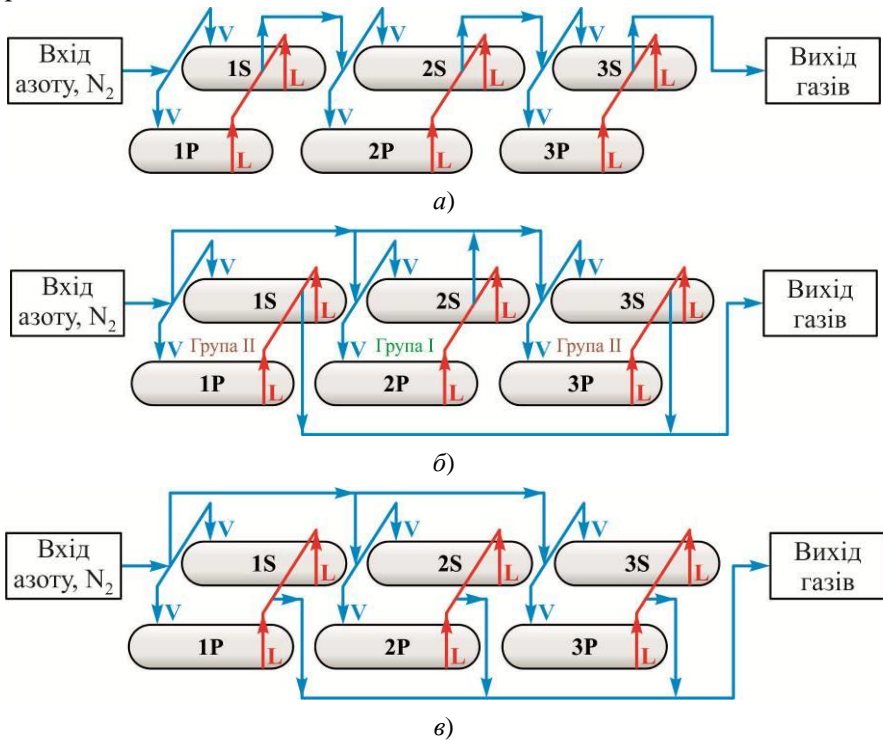 Вхід
азоту, N₂
V
1S
V
2S
V
3S
Вихід
газів
L
L
L
V
V
V
1P
L
2P
L
3P
L
а)
Вхід
азоту, N₂
V
1S
V
2S
V
3S
Вихід
газів
L
L
L
V
Група II
V
Група I
V
Група II
1P
L
2P
L
3P
L
б)
Вхід
азоту, N₂
V
1S
V
2S
V
3S
Вихід
газів
L
L
L
V
V
V
1P
L
2P
L
3P
L
в)